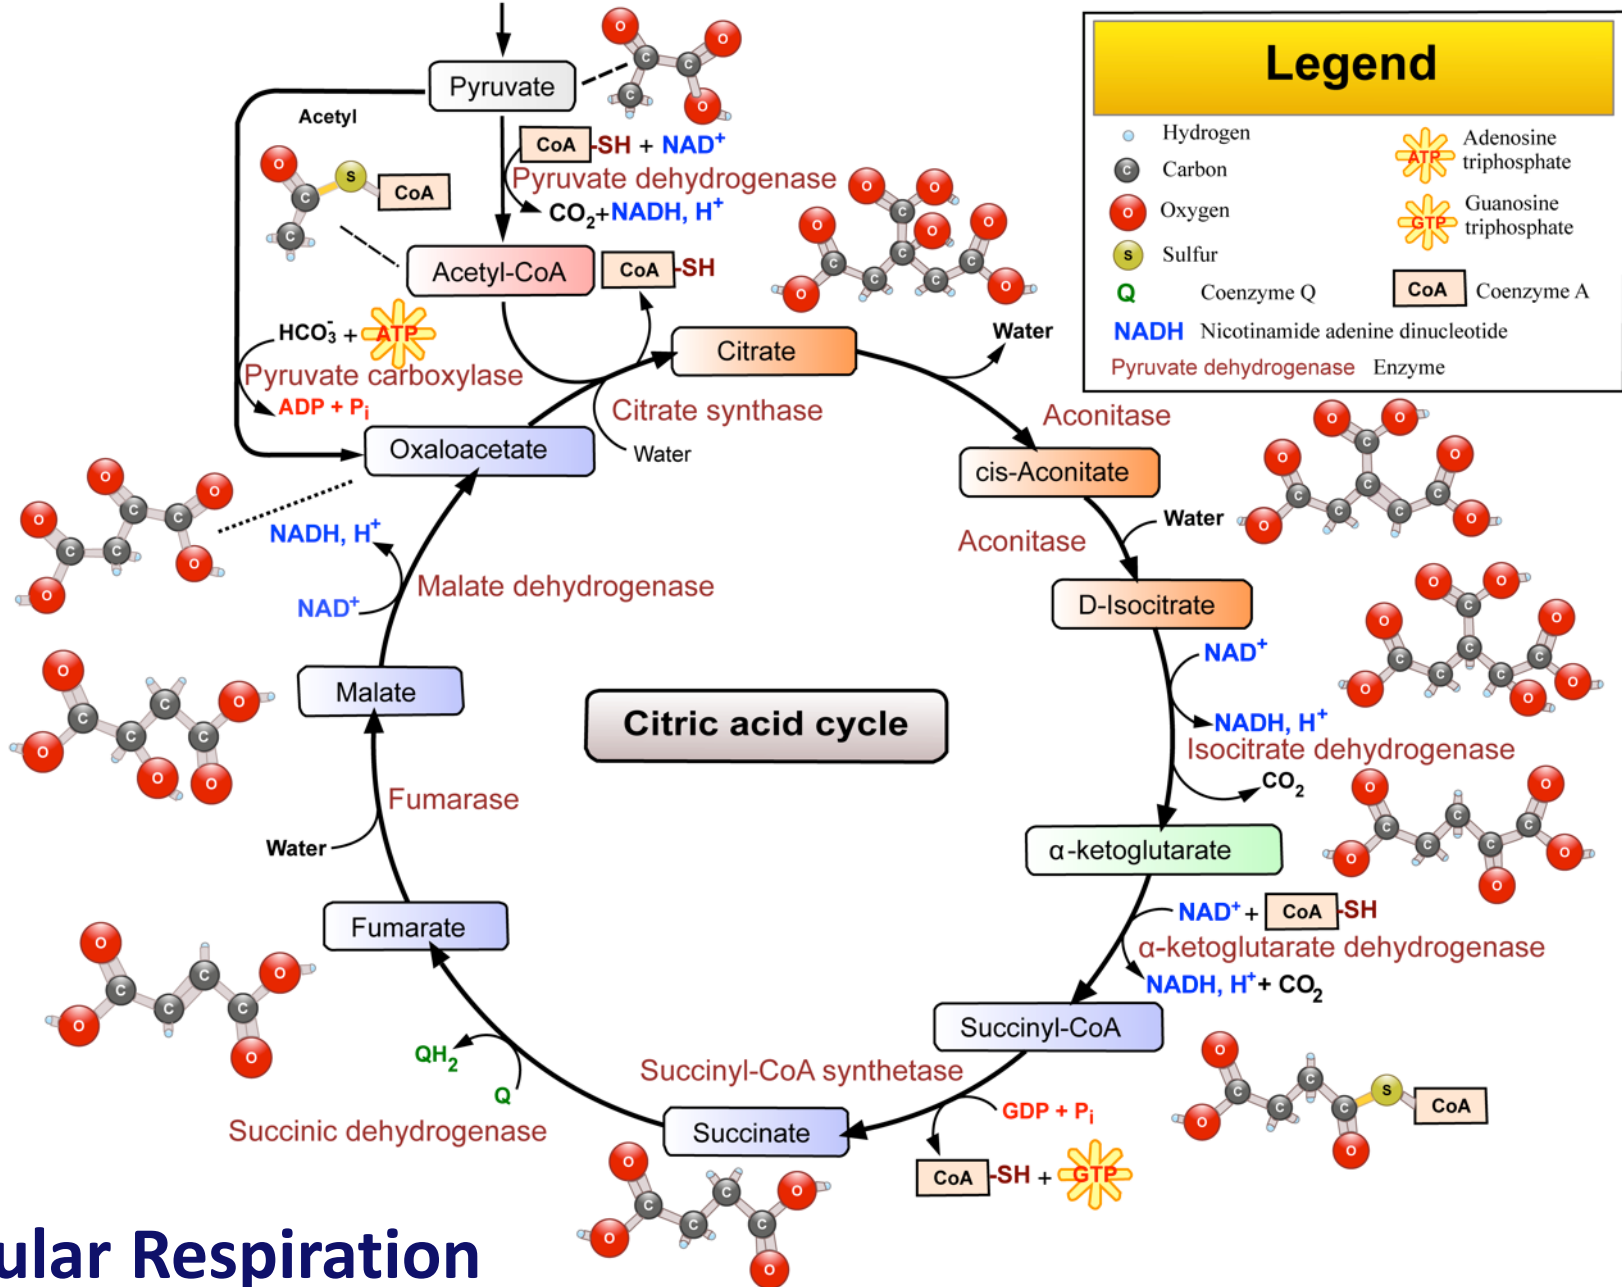 Pyruvate
Acetyl
CoA -SH + NAD+
Pyruvate dehydrogenase
CO2+NADH, H+
O
S
CoA
C
C
Acetyl-CoA
CoA -SH
HCO3- + ATP
Pyruvate carboxylase
ADP + Pi
Citrate
Water
Citrate synthase
Water
Oxaloacetate
Aconitase
cis-Aconitate
Water
Aconitase
D-Isocitrate
NAD+
NADH, H+
Isocitrate dehydrogenase
CO2
α-ketoglutarate
NAD+ + CoA -SH
α-ketoglutarate dehydrogenase
NADH, H+ + CO2
Succinyl-CoA
S
CoA
Succinyl-CoA synthetase
GDP + Pi
CoA -SH + GTP
Succinate
QH2
Q
Succinic dehydrogenase
Fumarate
Water
Fumarase
Malate
NAD+
Malate dehydrogenase
NADH, H+
Citric acid cycle
Legend
Hydrogen
C Carbon
O Oxygen
S Sulfur
Q Coenzyme Q
NADH Nicotinamide adenine dinucleotide
Pyruvate dehydrogenase Enzyme
ATP Adenosine
triphosphate
GTP Guanosine
triphosphate
CoA Coenzyme A
ular Respiration